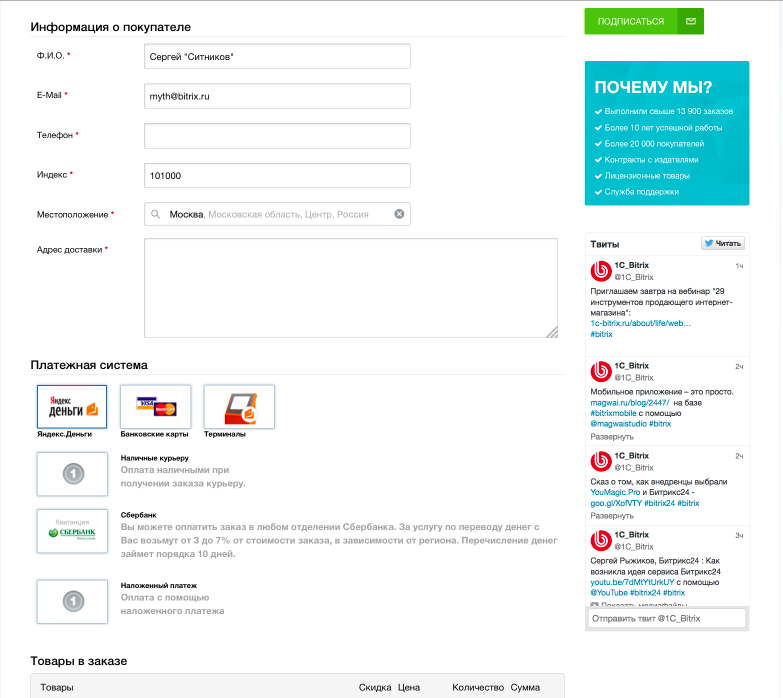 Информация о покупателе
Ф.И.О. *
Сергей "Ситников"
E-Mail *
myth@bitrix.ru
Телефон *
Индекс *
101000
Местоположение *
Москва, Московская область, Центр, Россия
Адрес доставки *
Платежная система
Яндекс
деньги
VISA
MasterCard
Яндекс.Деньги
Банковские карты
Терминалы
1
Наличные курьеру
Оплата наличными при
получении заказа курьеру.
Квитанция
СБЕРБАНК
Сбербанк
Вы можете оплатить заказ в любом отделении Сбербанка. За услугу по переводу денег с
Вас возьмут от 3 до 7% от стоимости заказа, в зависимости от региона. Перечисление денег
займет порядка 10 дней.
1
Наложенный платеж
Оплата с помощью
наложенного платежа
Товары в заказе
Товары Скидка Цена Количество Сумма
ПОДПИСАТЬСЯ
ПОЧЕМУ МЫ?
Выполнили свыше 13 900 заказов
Более 10 лет успешной работы
Более 20 000 покупателей
Контракты с издателями
Лицензионные товары
Служба поддержки
Твиты
Читать
1C_Bitrix 1ч
@1C_Bitrix
Приглашаем завтра на вебинар "29
инструментов продающего интернет-
магазина":
1c-bitrix.ru/about/life/web…
#bitrix
1C_Bitrix 2ч
@1C_Bitrix
Мобильное приложение – это просто.
magwai.ru/blog/2447/ на базе
#bitrixmobile с помощью
@magwaistudio #bitrix
Развернуть
1C_Bitrix 2ч
@1C_Bitrix
Сказ о том, как внедренцы выбрали
YouMagic.Pro и Битрикс24 -
goo.gl/XofVTY #bitrix24 #bitrix
Развернуть
1C_Bitrix 3ч
@1C_Bitrix
Сергей Рыжиков, Битрикс24 : Как
возникла идея сервиса Битрикс24
youtu.be/7dMtYtUrkUY с помощью
@YouTube #bitrix24 #bitrix
Показать медиафайлы
Отправить твит @1C_Bitrix